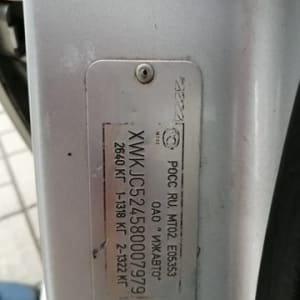 РОСС RU. МТ02. Е05353
ОАО "ИЖАВТО"
XWKJC524580007979
2640 КГ 1-1318 КГ 2-1322 КГ